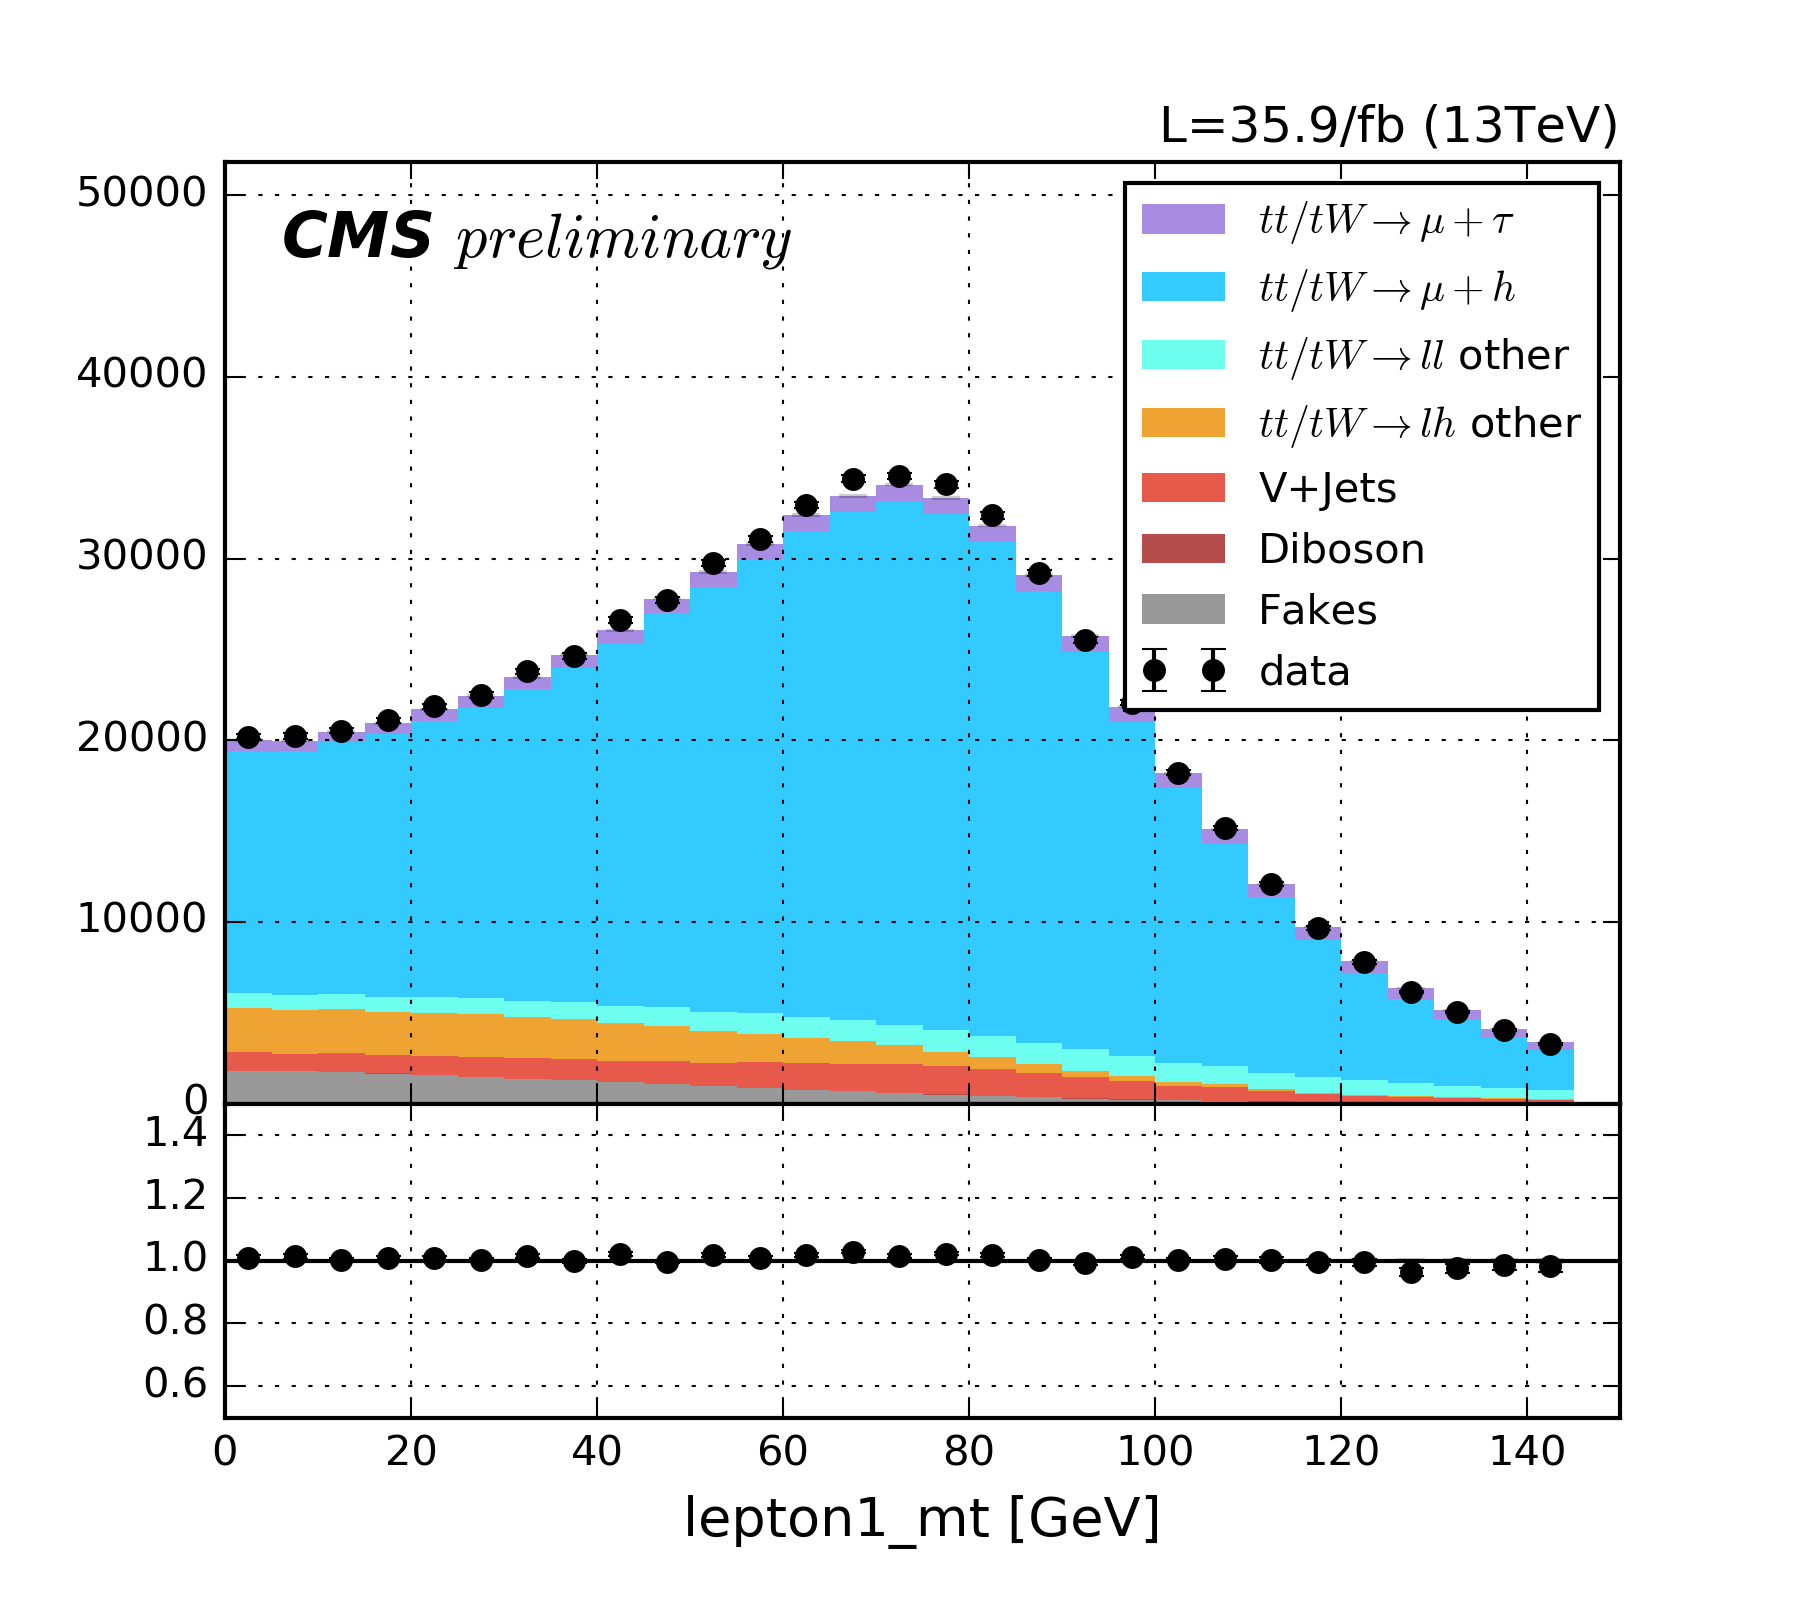 L=35.9/fb (13TeV)
CMS preliminary
50000
40000
30000
20000
10000
0
tt/tW→μ+τ
tt/tW→μ+h
tt/tW→ll other
tt/tW→lh other
V+Jets
Diboson
Fakes
data
1.4
1.2
1.0
0.8
0.6
0 20 40 60 80 100 120 140
lepton1_mt [GeV]